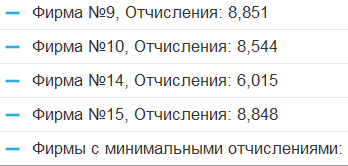 Фирма №9, Отчисления: 8,851
Фирма №10, Отчисления: 8,544
Фирма №14, Отчисления: 6,015
Фирма №15, Отчисления: 8,848
Фирмы с минимальными отчислениями: